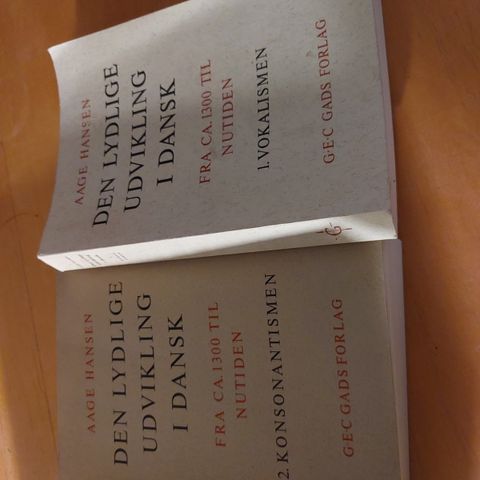 AAGE HANSEN
DEN LYDLIGE
UDVIKLING
I DANSK
FRA CA. 1300 TIL
NUTIDEN
1. VOKALISMEN
G·E·C GADS FORLAG
G
AAGE HANSEN
DEN LYDLIGE
UDVIKLING
I DANSK
FRA CA. 1300 TIL
NUTIDEN
2. KONSONANTISMEN
G·E·C GADS FORLAG